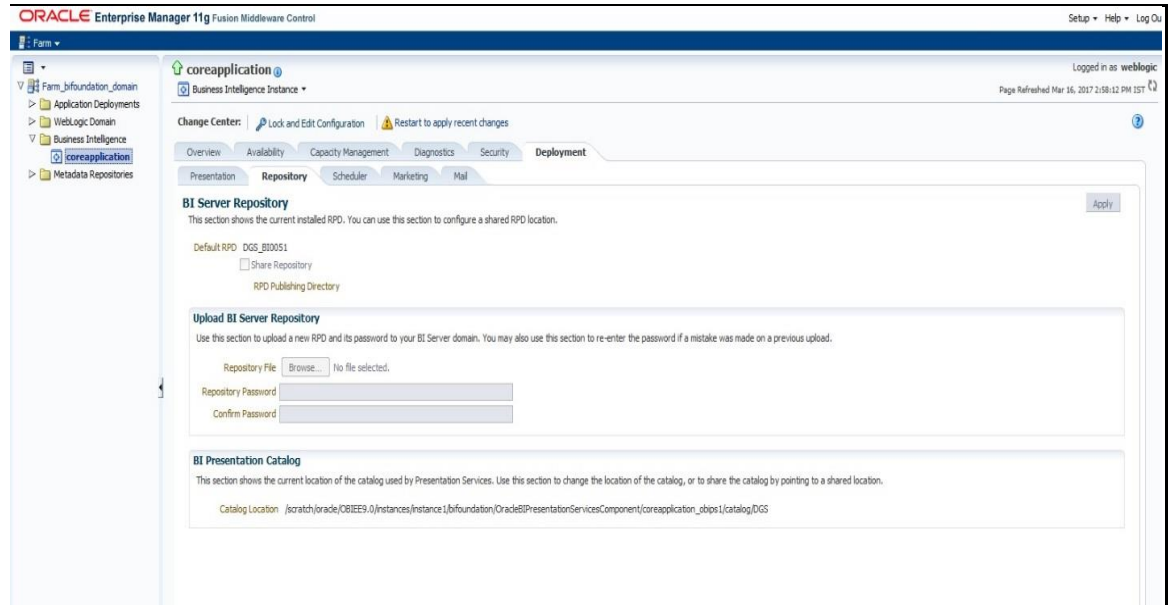 ORACLE Enterprise Manager 11g Fusion Middleware Control
Setup Help Log Ou
Farm
Farm_bifoundation_domain
Application Deployments
WebLogic Domain
Business Intelligence
coreapplication
Metadata Repositories
coreapplication
Logged in as weblogic
Business Intelligence Instance
Page Refreshed Mar 16, 2017 2:58:12 PM IST
Change Center: Lock and Edit Configuration Restart to apply recent changes
Overview Availability Capacity Management Diagnostics Security Deployment
Presentation Repository Scheduler Marketing Mail
BI Server Repository
Apply
This section shows the current installed RPD. You can use this section to configure a shared RPD location.
Default RPD DGS_BI0051
Share Repository
RPD Publishing Directory
Upload BI Server Repository
Use this section to upload a new RPD and its password to your BI Server domain. You may also use this section to re-enter the password if a mistake was made on a previous upload.
Repository File Browse... No file selected.
Repository Password
Confirm Password
BI Presentation Catalog
This section shows the current location of the catalog used by Presentation Services. Use this section to change the location of the catalog, or to share the catalog by pointing to a shared location.
Catalog Location /scratch/oracle/OBIEE9.0/instances/instance1/bifoundation/OracleBIPresentationServicesComponent/coreapplication_obips1/catalog/DGS